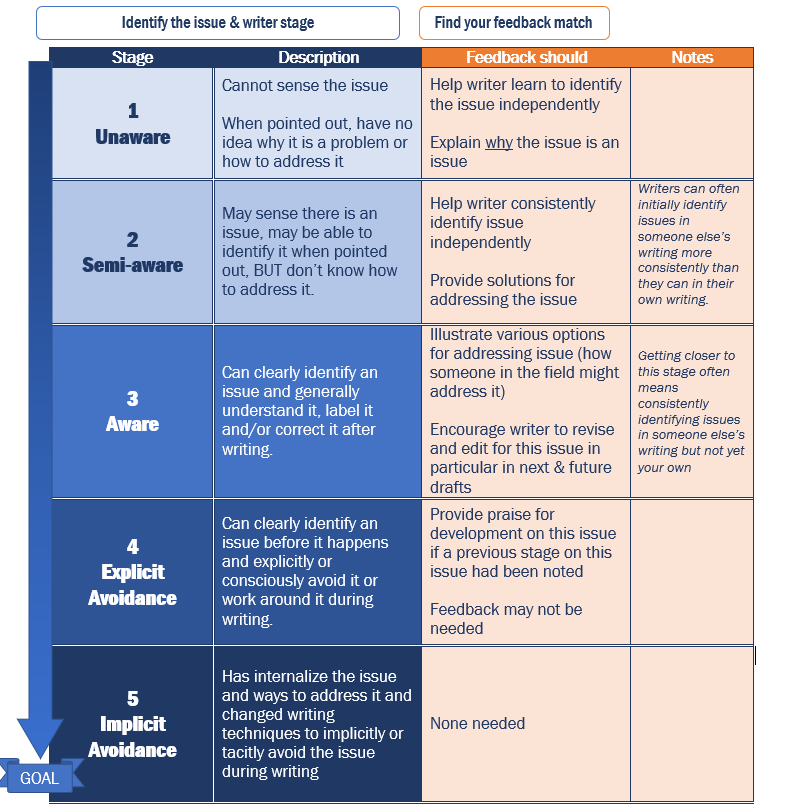 Identify the issue & writer stage
Find your feedback match
Stage
Description
Feedback should
Notes
1
Unaware
Cannot sense the issue
When pointed out, have no
idea why it is a problem or
how to address it
Help writer learn to identify
the issue independently
Explain why the issue is an
issue
2
Semi-aware
May sense there is an
issue, may be able to
identify it when pointed
out, BUT don't know how
to address it.
Help writer consistently
identify issue
independently
Provide solutions for
addressing the issue
Writers can often
initially identify
issues in
someone else's
writing more
consistently than
they can in their
own writing.
3
Aware
Can clearly identify an
issue and generally
understand it, label it
and/or correct it after
writing.
Illustrate various options
for addressing issue (how
someone in the field might
address it)
Encourage writer to revise
and edit for this issue in
particular in next & future
drafts
Getting closer to
this stage often
means
consistently
identifying issues
in someone else's
writing but not yet
your own
4
Explicit
Avoidance
Can clearly identify an
issue before it happens
and explicitly or
consciously avoid it or
work around it during
writing.
Provide praise for
development on this issue
if a previous stage on this
issue had been noted
Feedback may not be
needed
5
Implicit
Avoidance
Has internalize the issue
and ways to address it and
changed writing
techniques to implicitly or
tacitly avoid the issue
during writing
None needed
GOAL